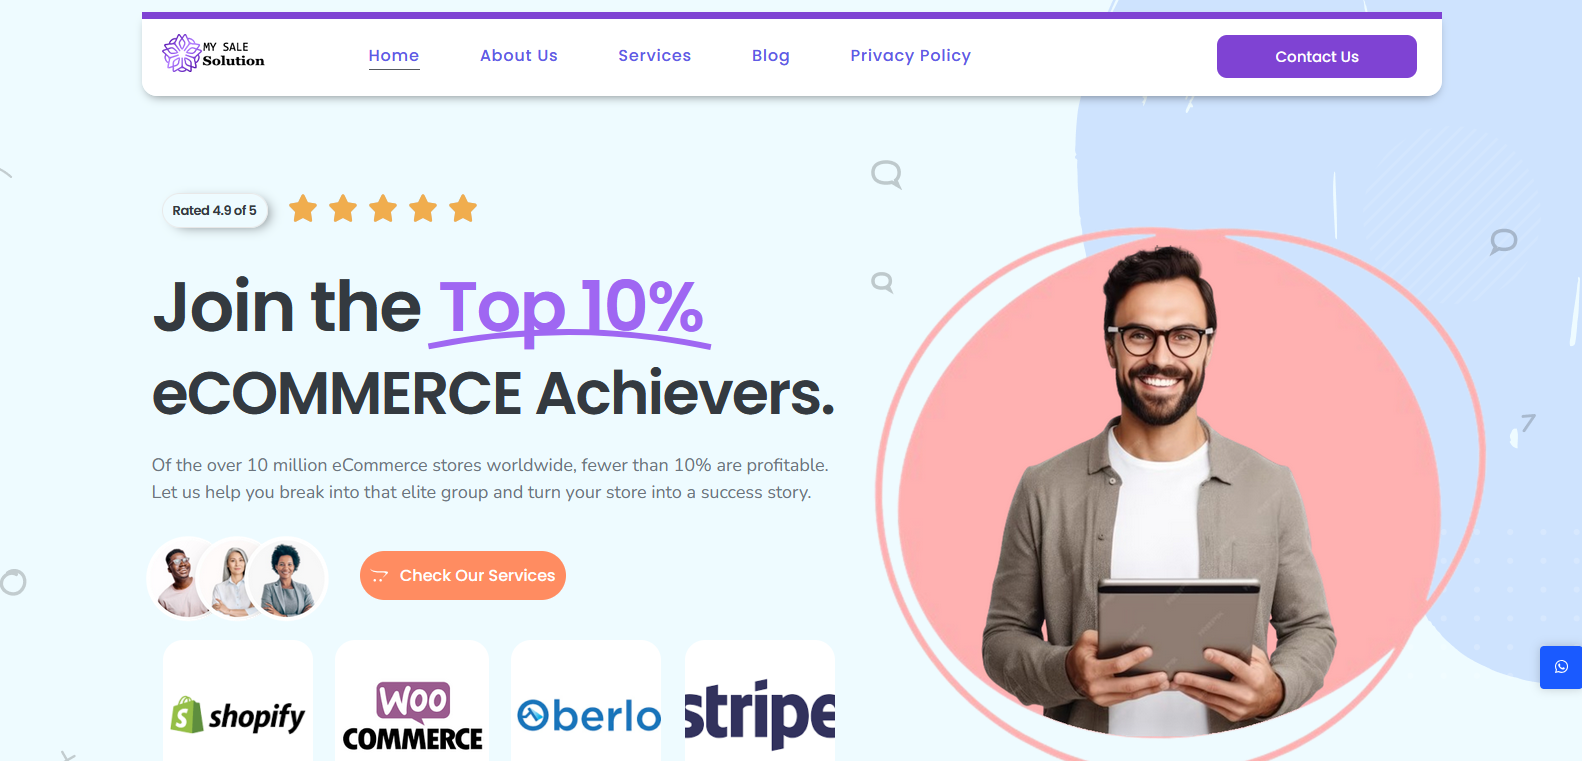 MY SALE
Solution
Home
About Us
Services
Blog
Privacy Policy
Contact Us
Rated 4.9 of 5
Join the Top 10%
eCOMMERCE Achievers.
Of the over 10 million eCommerce stores worldwide, fewer than 10% are profitable.
Let us help you break into that elite group and turn your store into a success story.
Check Our Services
shopify
WOO
COMMERCE
Oberlo
stripe